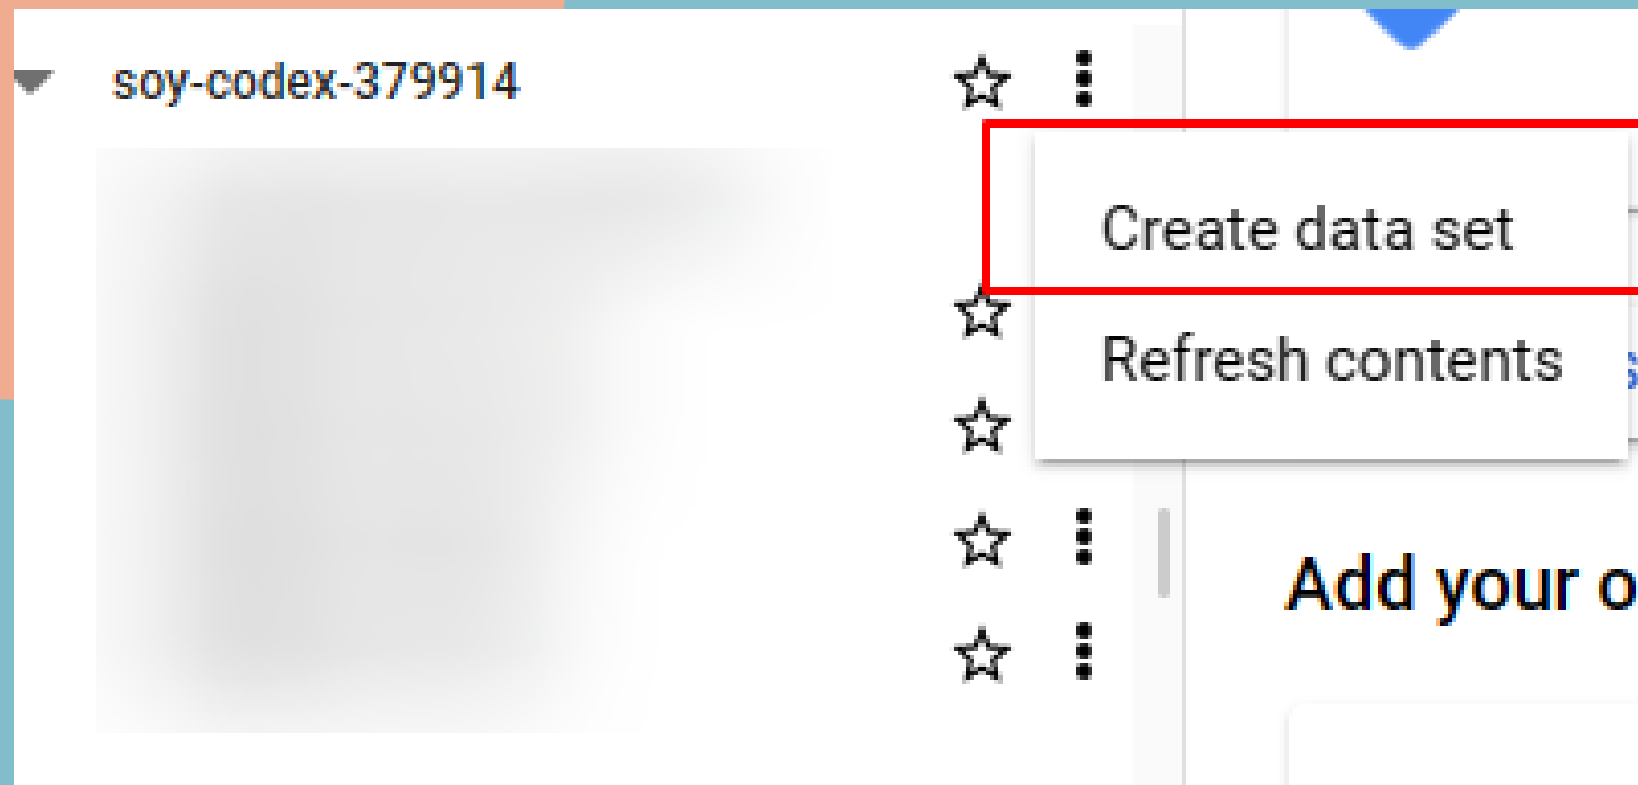 soy-codex-379914
Create data set
Refresh contents
Add your o